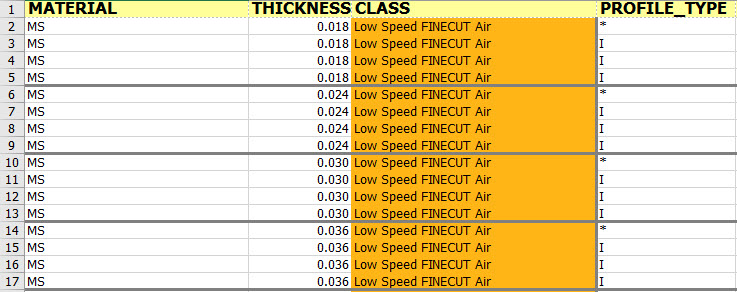 1 MATERIAL THICKNESS CLASS PROFILE_TYPE
2 MS 0.018 Low Speed FINECUT Air *
3 MS 0.018 Low Speed FINECUT Air I
4 MS 0.018 Low Speed FINECUT Air I
5 MS 0.018 Low Speed FINECUT Air I
6 MS 0.024 Low Speed FINECUT Air *
7 MS 0.024 Low Speed FINECUT Air I
8 MS 0.024 Low Speed FINECUT Air I
9 MS 0.024 Low Speed FINECUT Air I
10 MS 0.030 Low Speed FINECUT Air *
11 MS 0.030 Low Speed FINECUT Air I
12 MS 0.030 Low Speed FINECUT Air I
13 MS 0.030 Low Speed FINECUT Air I
14 MS 0.036 Low Speed FINECUT Air *
15 MS 0.036 Low Speed FINECUT Air I
16 MS 0.036 Low Speed FINECUT Air I
17 MS 0.036 Low Speed FINECUT Air I